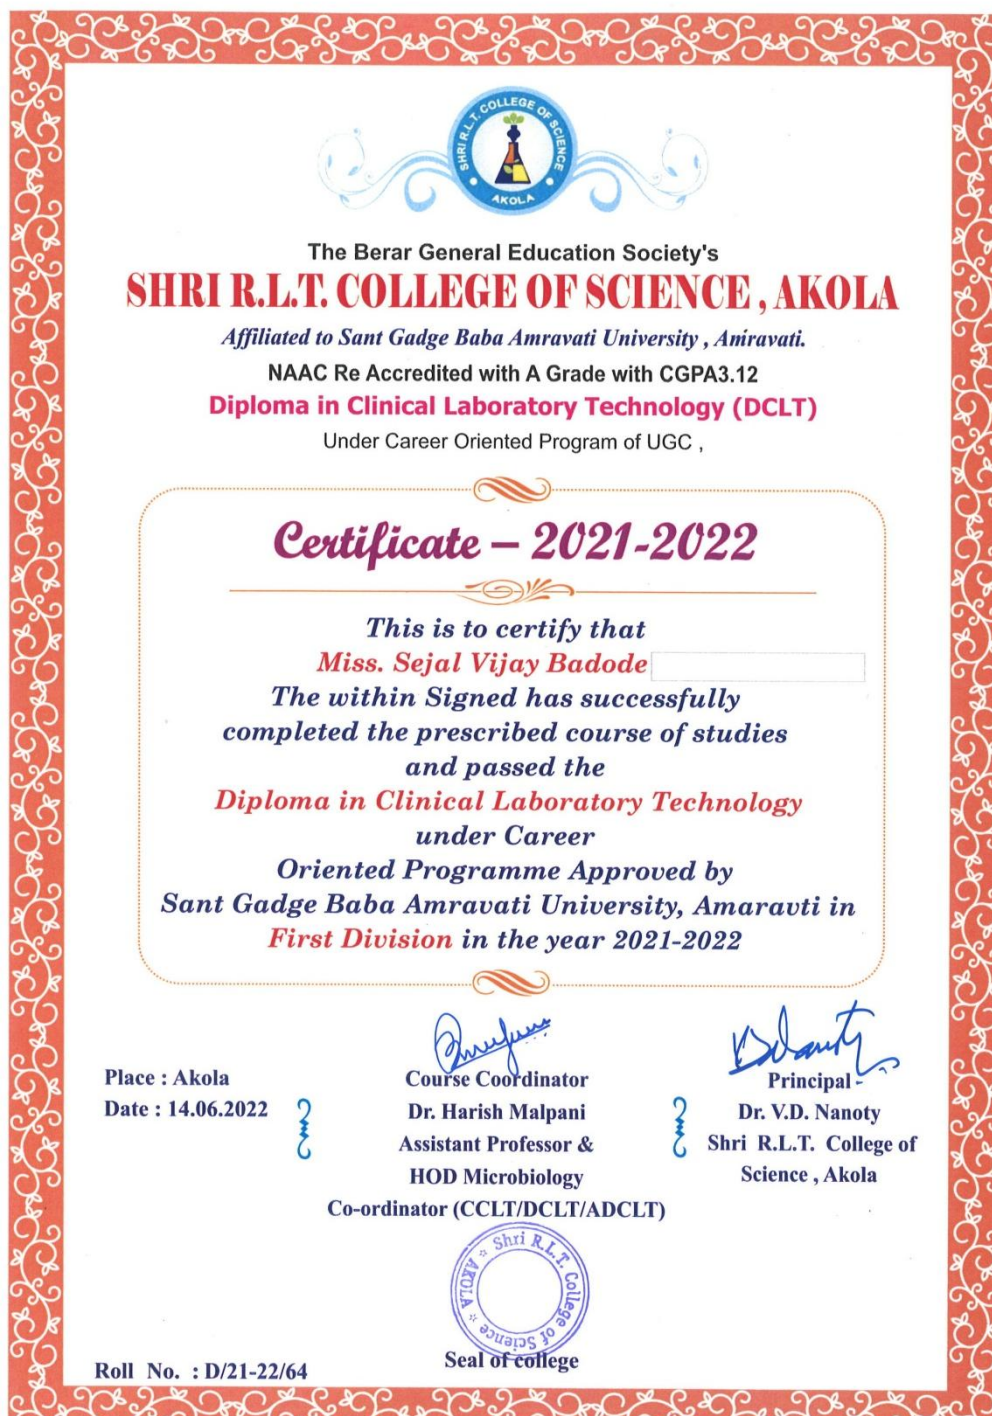 SHRI R.L.T. COLLEGE OF SCIENCE
AKOLA
The Berar General Education Society's
SHRI R.L.T. COLLEGE OF SCIENCE , AKOLA
Affiliated to Sant Gadge Baba Amravati University , Amravati.
NAAC Re Accredited with A Grade with CGPA3.12
Diploma in Clinical Laboratory Technology (DCLT)
Under Career Oriented Program of UGC ,
Certificate – 2021-2022
This is to certify that
Miss. Sejal Vijay Badode
The within Signed has successfully
completed the prescribed course of studies
and passed the
Diploma in Clinical Laboratory Technology
under Career
Oriented Programme Approved by
Sant Gadge Baba Amravati University, Amaravti in
First Division in the year 2021-2022
Place : Akola
Date : 14.06.2022
Course Coordinator
Dr. Harish Malpani
Assistant Professor &
HOD Microbiology
Co-ordinator (CCLT/DCLT/ADCLT)
Principal
Dr. V.D. Nanoty
Shri R.L.T. College of
Science , Akola
Shri R.L.T. College of Science
AKOLA
Seal of college
Roll No. : D/21-22/64